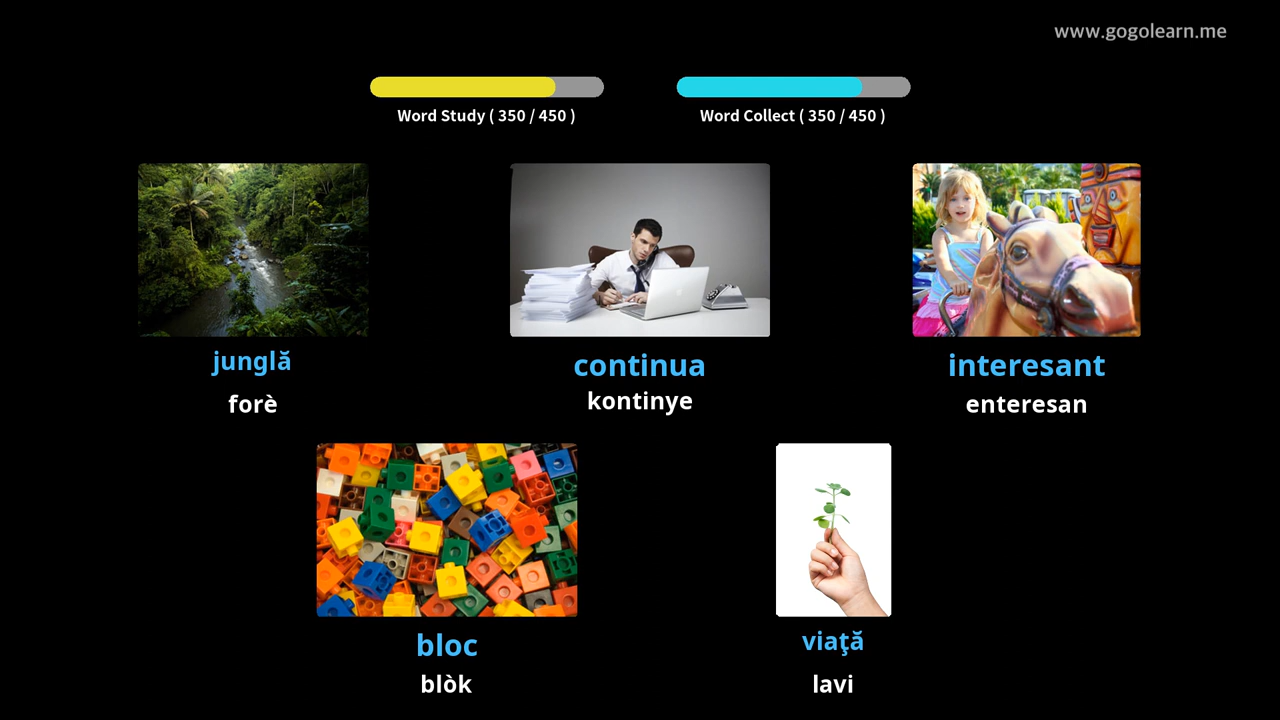 www.gogolearn.me
Word Study ( 350 / 450 )
Word Collect ( 350 / 450 )
junglă
forè
continua
kontinye
interesant
enteresan
bloc
blòk
viaţă
lavi